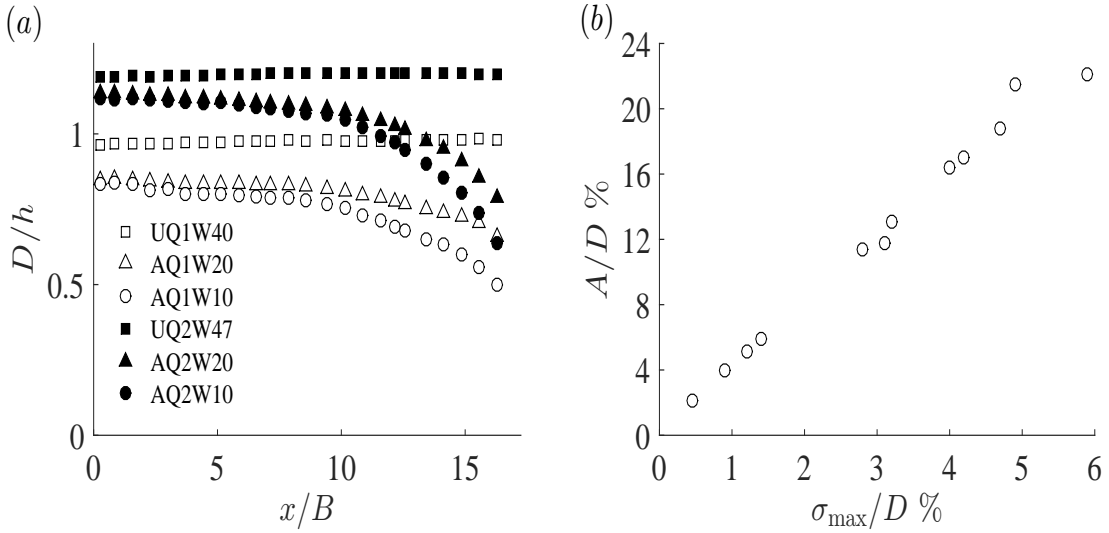 (a)
D/h
1
0.5
0
UQ1W40
AQ1W20
AQ1W10
UQ2W47
AQ2W20
AQ2W10
0 5 10 15
x/B
(b)
A/D %
24
20
16
12
8
4
0
0 1 2 3 4 5 6
σmax/D %